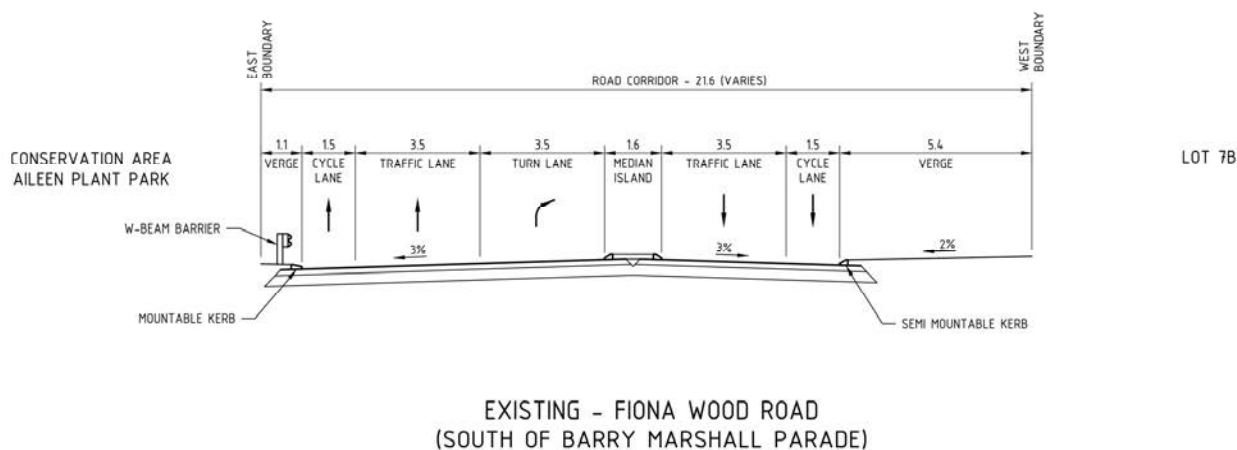 EAST
BOUNDARY
WEST
BOUNDARY
ROAD CORRIDOR - 21.6 (VARIES)
1.1
VERGE
1.5
CYCLE
LANE
3.5
TRAFFIC LANE
3.5
TURN LANE
1.6
MEDIAN
ISLAND
3.5
TRAFFIC LANE
1.5
CYCLE
LANE
5.4
VERGE
CONSERVATION AREA
AILEEN PLANT PARK
LOT 7B
W-BEAM BARRIER
3%
3%
2%
MOUNTABLE KERB
SEMI MOUNTABLE KERB
EXISTING - FIONA WOOD ROAD
(SOUTH OF BARRY MARSHALL PARADE)